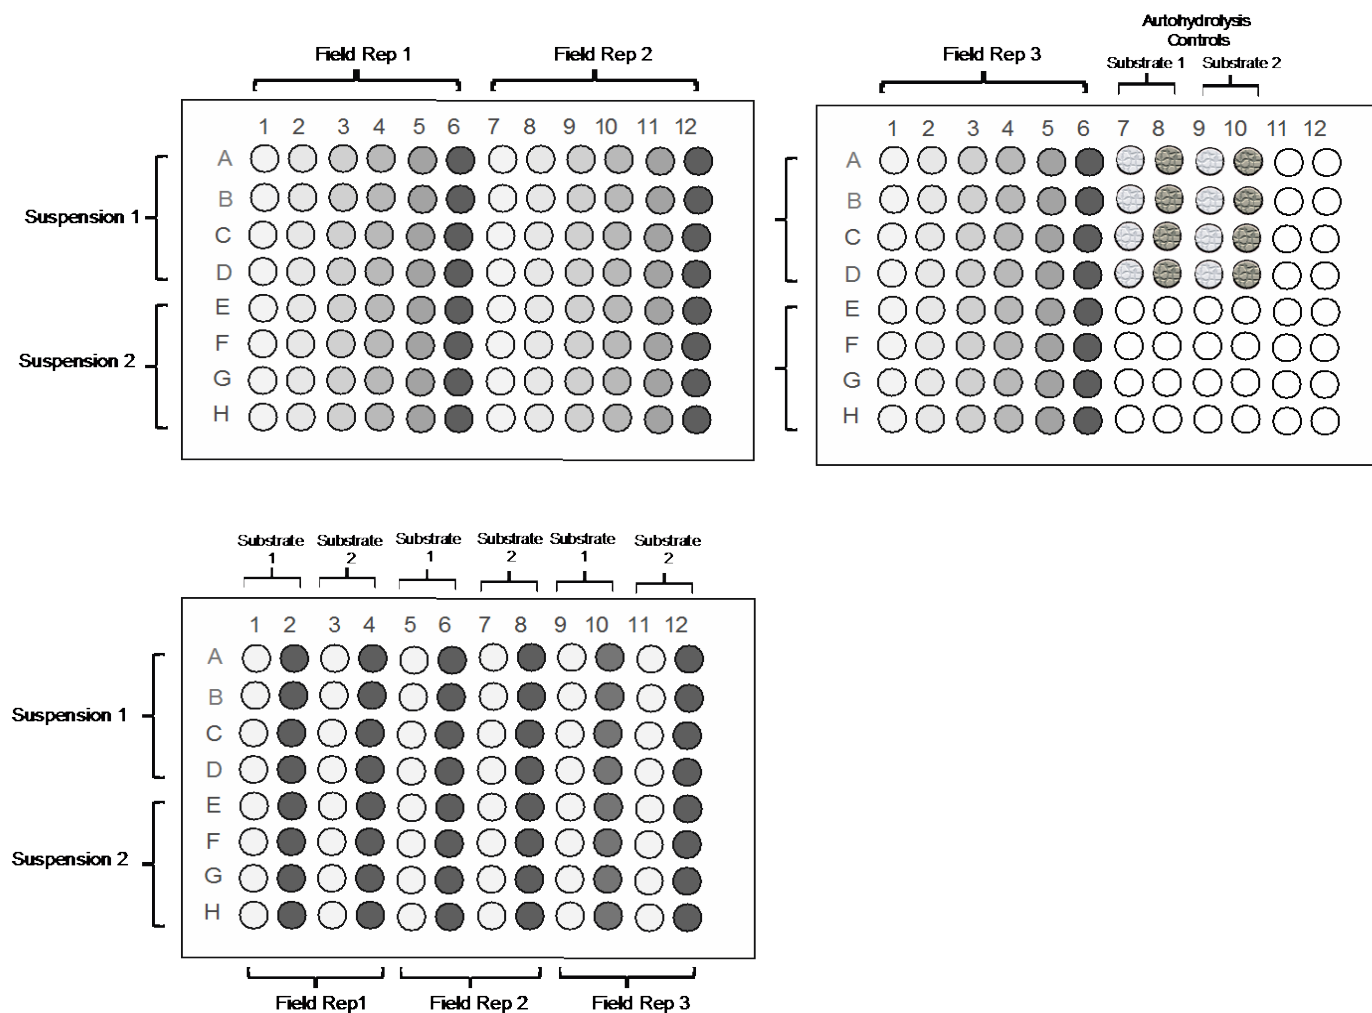 Field Rep 1 Field Rep 2
1 2 3 4 5 6 7 8 9 10 11 12
Suspension 1
Suspension 2
A
B
C
D
E
F
G
H
Autohydrolysis
Controls
Field Rep 3 Substrate 1 Substrate 2
1 2 3 4 5 6 7 8 9 10 11 12
A
B
C
D
E
F
G
H
Substrate Substrate Substrate Substrate Substrate Substrate
1 2 1 2 1 2
1 2 3 4 5 6 7 8 9 10 11 12
Suspension 1
Suspension 2
A
B
C
D
E
F
G
H
Field Rep1 Field Rep 2 Field Rep 3